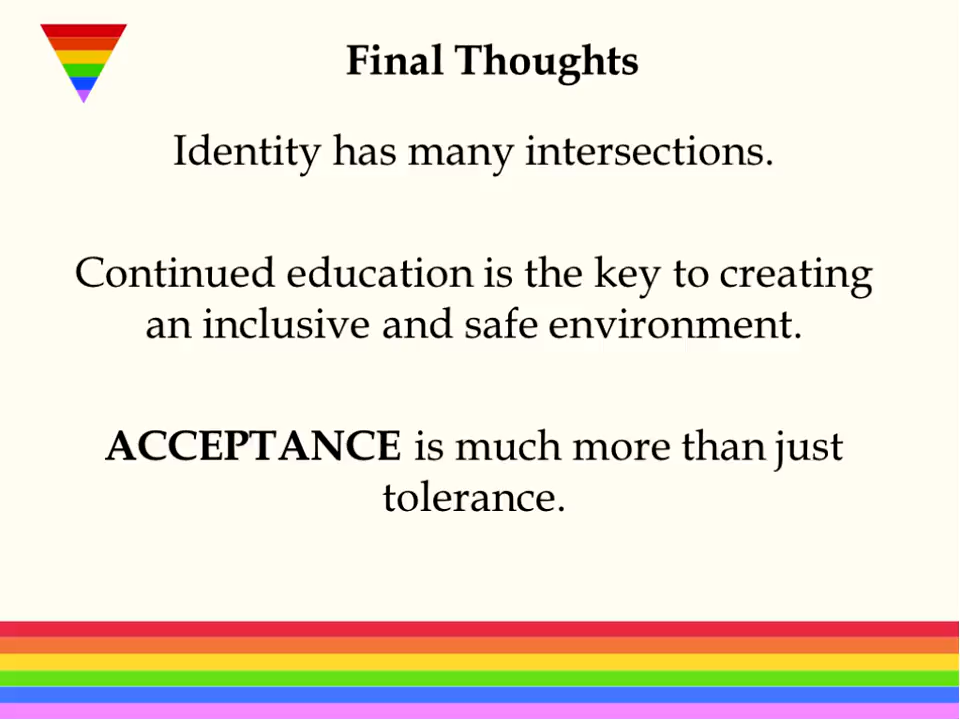 Final Thoughts
Identity has many intersections.
Continued education is the key to creating
an inclusive and safe environment.
ACCEPTANCE is much more than just
tolerance.